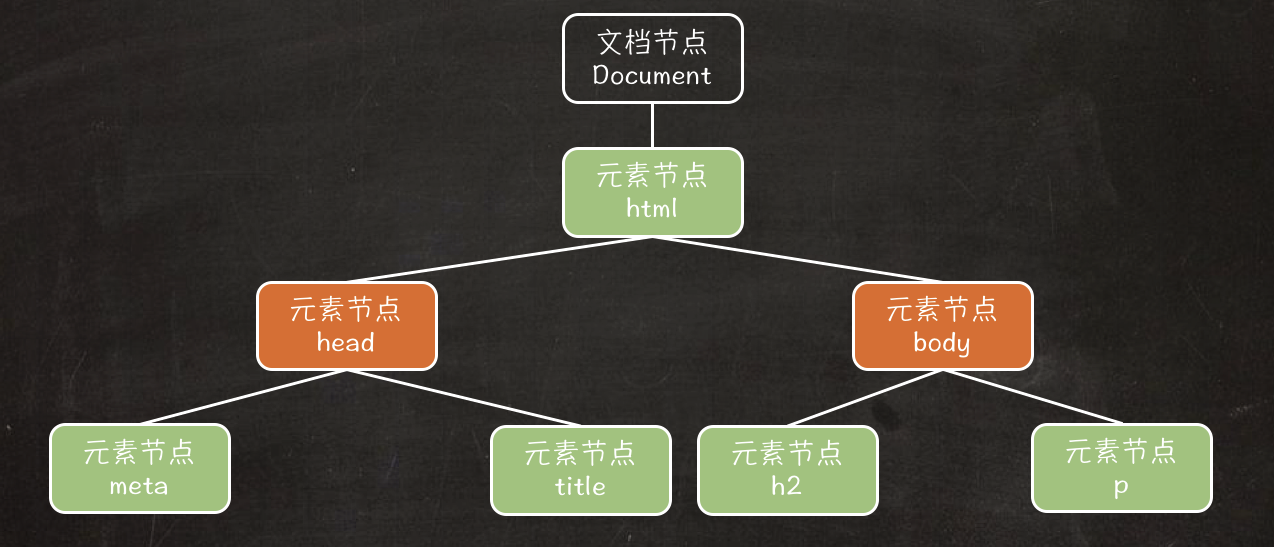 文档节点
Document
元素节点
html
元素节点
head
元素节点
body
元素节点
meta
元素节点
title
元素节点
h2
元素节点
p